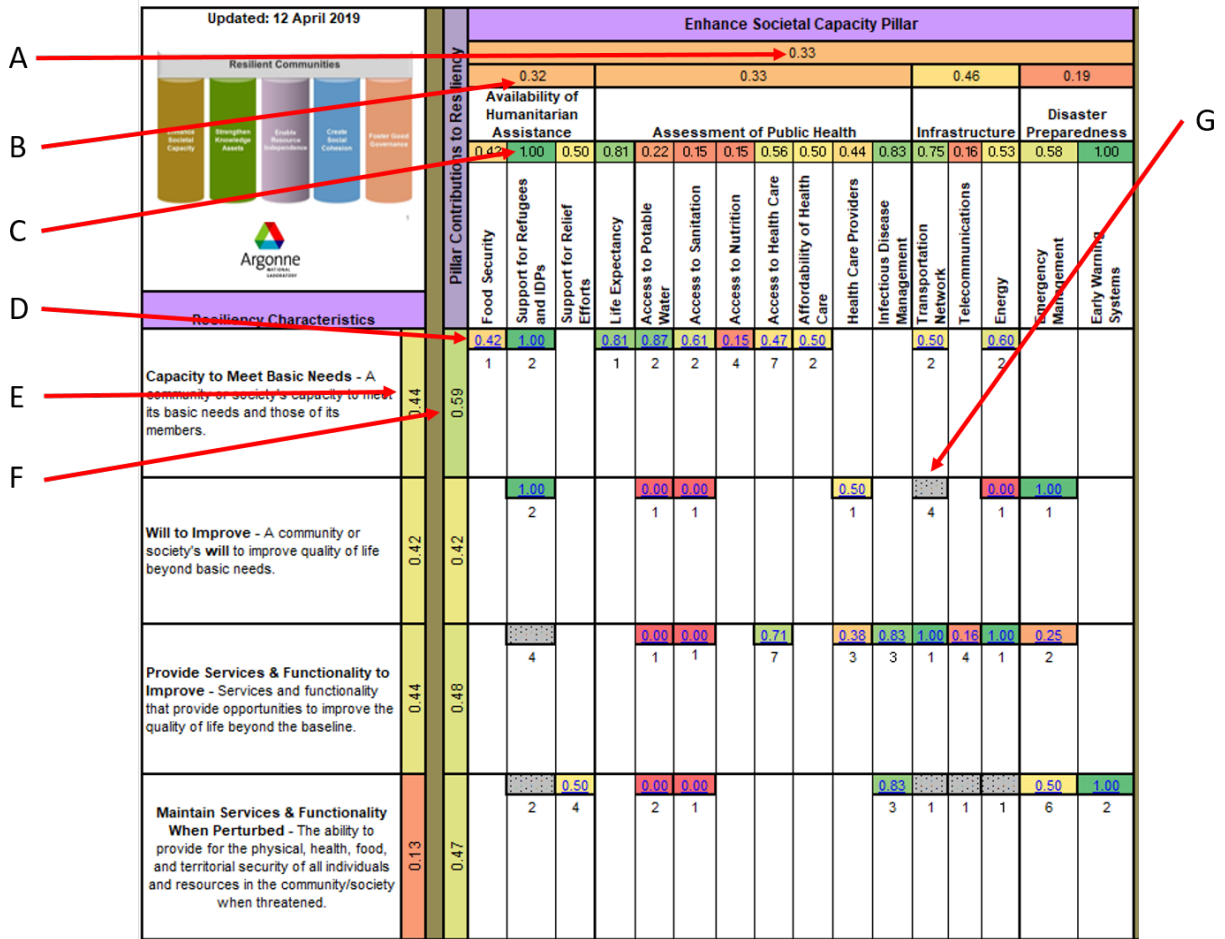 Updated: 12 April 2019
Resilient Communities
Enhance Societal Capacity
Strengthen Knowledge Assets
Enable Resource Independence
Create Social Cohesion
Foster Good Governance
1
Argonne
NATIONAL
LABORATORY
Resiliency Characteristics
Pillar Contributions to Resiliency
Enhance Societal Capacity Pillar
0.33
0.32 0.33 0.46 0.19
Availability of
Humanitarian
Assistance
Assessment of Public Health
Infrastructure
Disaster
Preparedness
0.42 1.00 0.50 0.81 0.22 0.15 0.15 0.56 0.50 0.44 0.83 0.75 0.16 0.53 0.58 1.00
Food Security
Support for Refugees
and IDPs
Support for Relief
Efforts
Life Expectancy
Access to Potable
Water
Access to Sanitation
Access to Nutrition
Access to Health Care
Affordability of Health
Care
Health Care Providers
Infectious Disease
Management
Transportation
Network
Telecommunications
Energy
Emergency
Management
Early Warning
Systems
A
B
C
D
E
F
G
Capacity to Meet Basic Needs - A
community or society's capacity to meet
its basic needs and those of its
members.
0.44
0.59
0.42 1.00 0.81 0.87 0.61 0.15 0.47 0.50 0.50 0.60
1 2 1 2 2 4 7 2 2 2
Will to Improve - A community or
society's will to improve quality of life
beyond basic needs.
0.42
0.42
1.00 0.00 0.00 0.50 0.00 1.00
2 1 1 1 4 1 1
Provide Services & Functionality to
Improve - Services and functionality
that provide opportunities to improve the
quality of life beyond the baseline.
0.44
0.48
0.00 0.00 0.71 0.38 0.83 1.00 0.16 1.00 0.25
4 1 1 7 3 3 1 4 1 2
Maintain Services & Functionality
When Perturbed - The ability to
provide for the physical, health, food,
and territorial security of all individuals
and resources in the community/society
when threatened.
0.13
0.47
0.50 0.00 0.00 0.83 0.50 1.00
2 4 2 1 3 1 1 1 6 2